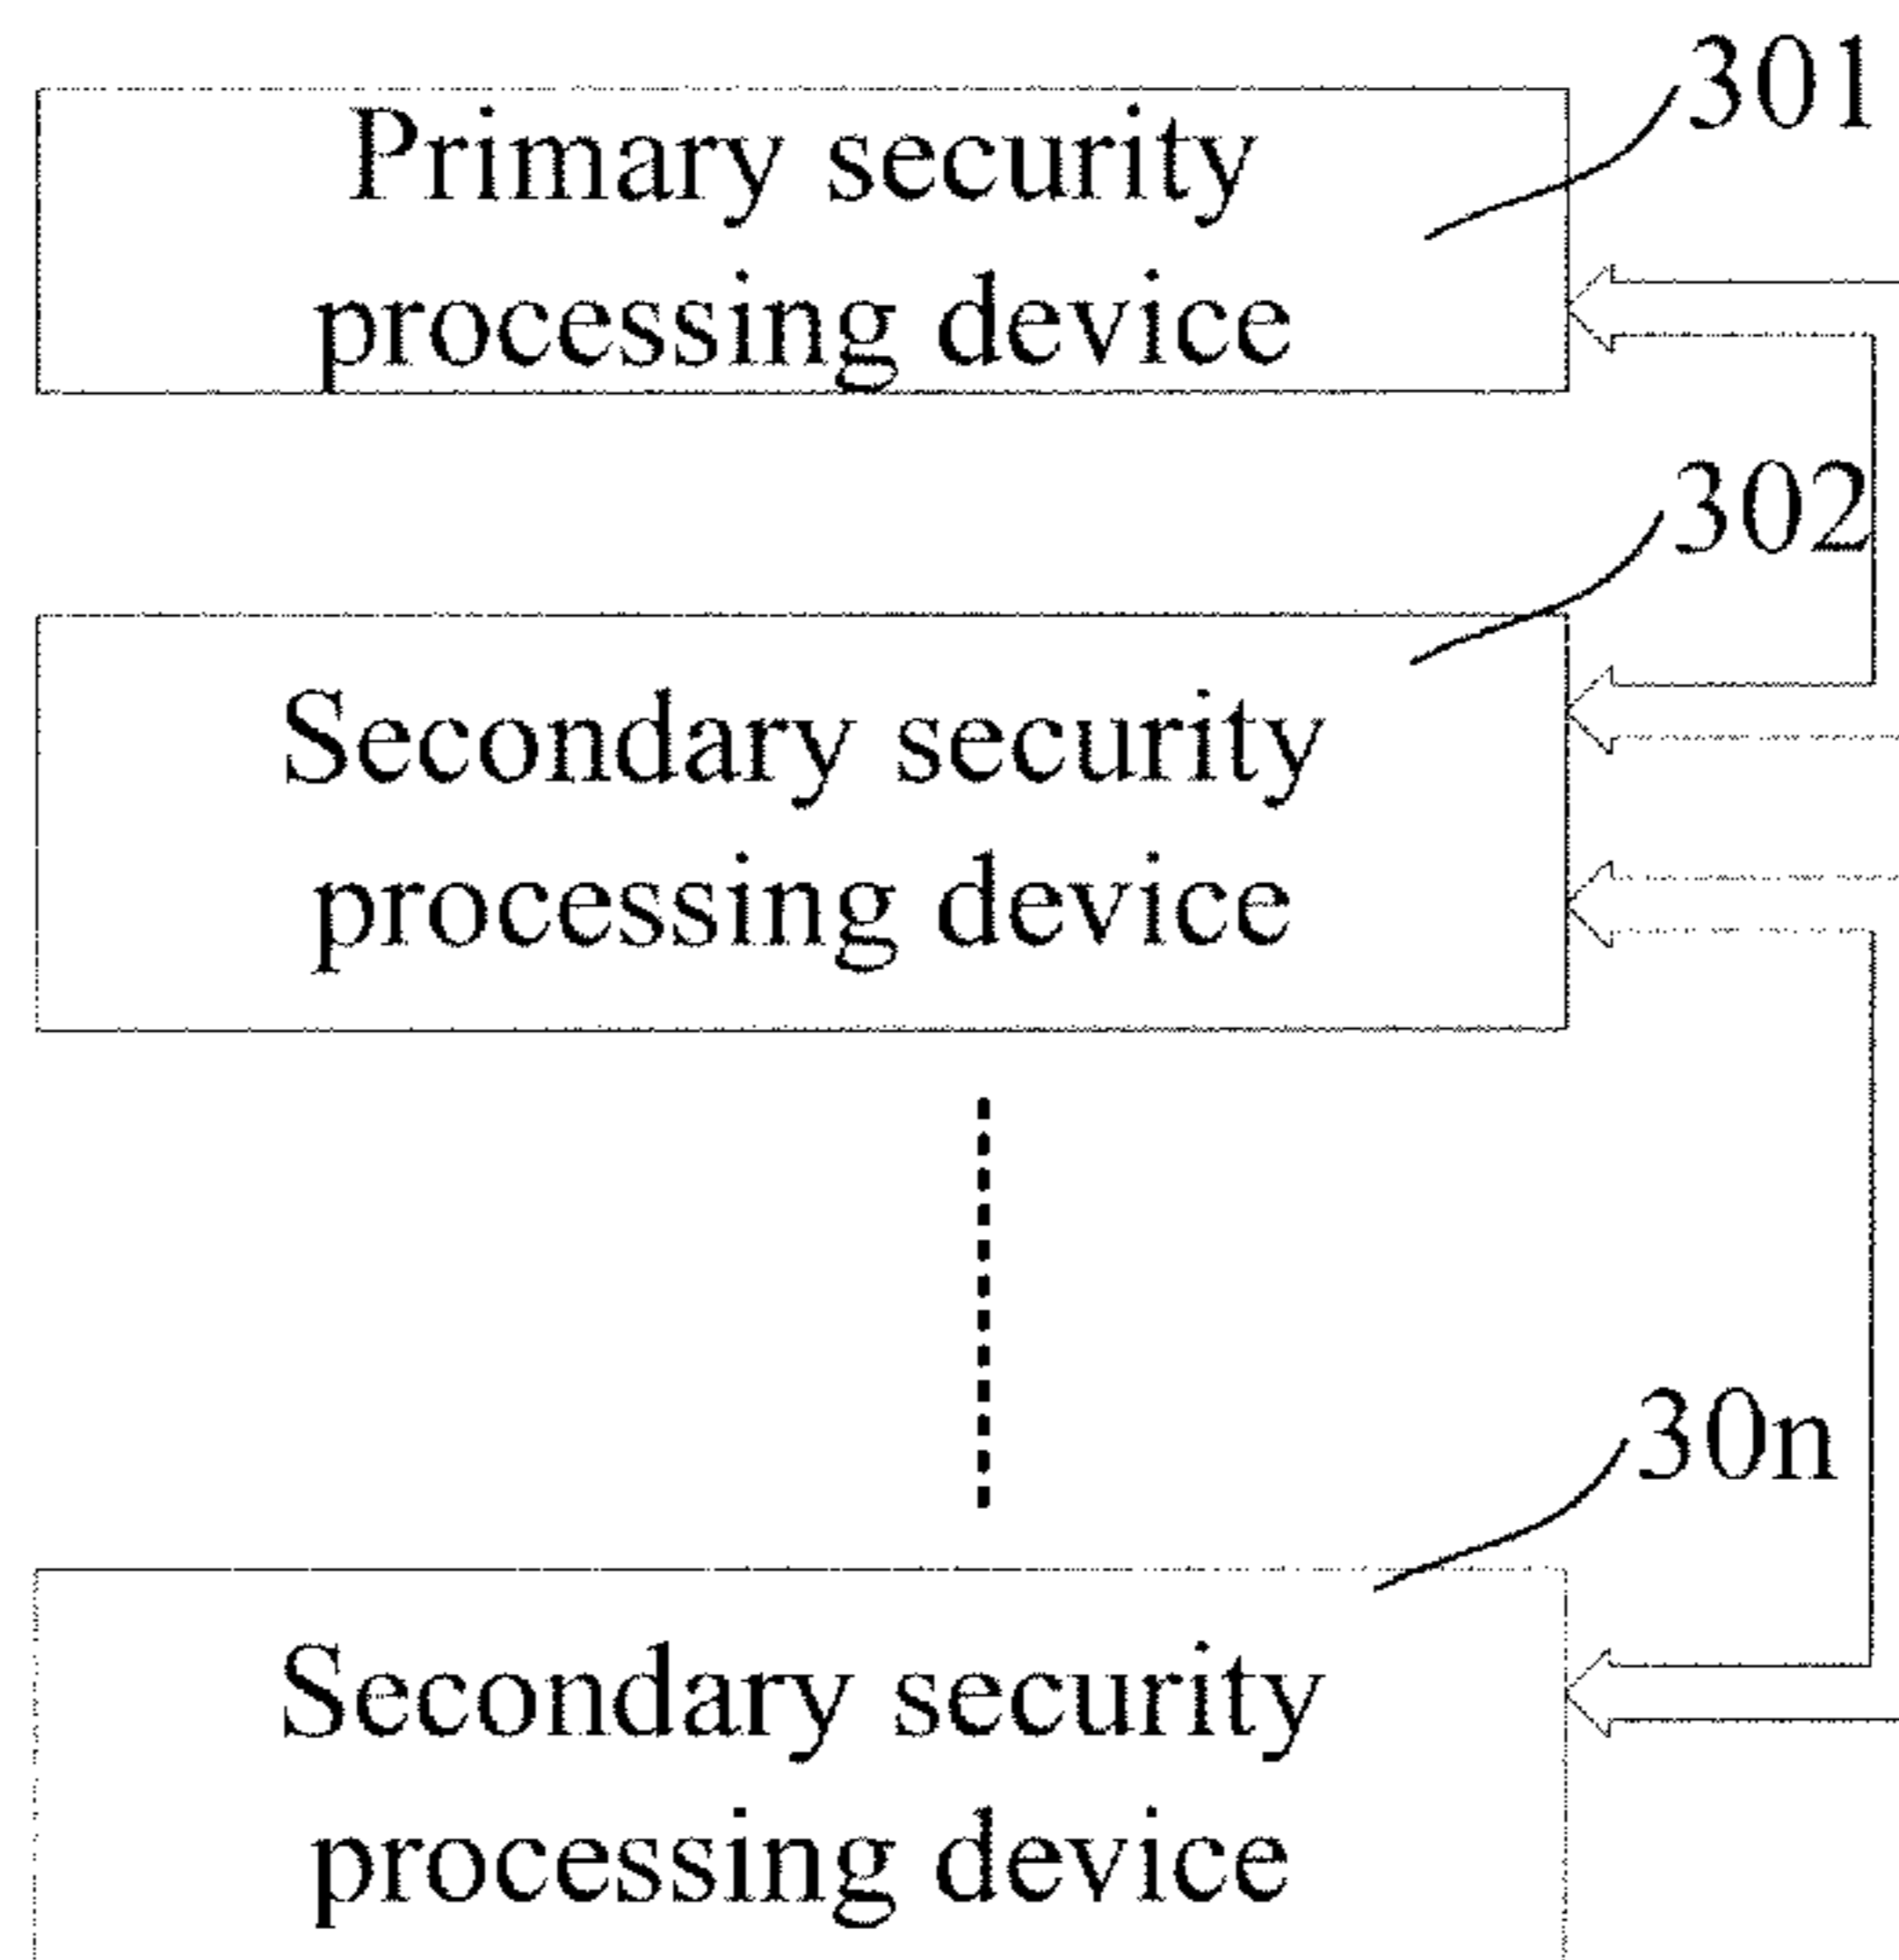 301
Primary security
processing device
302
Secondary security
processing device
30n
Secondary security
processing device